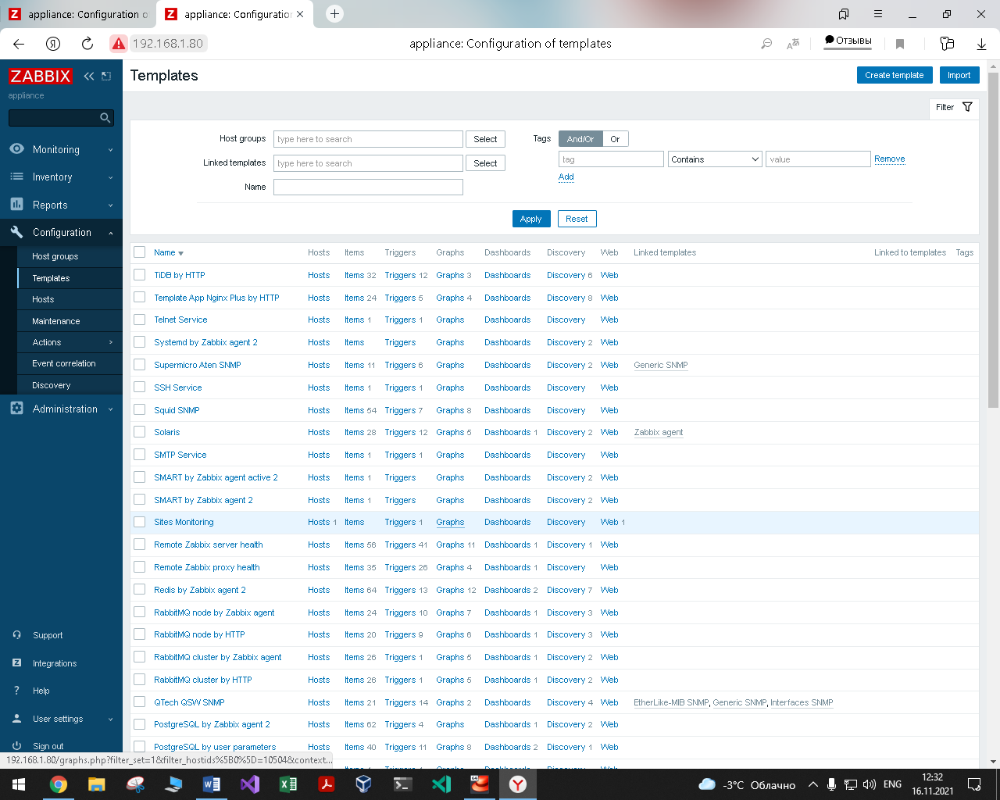 appliance: Configuration o
appliance: Configuration
192.168.1.80
appliance: Configuration of templates
Отзывы
ZABBIX
appliance
Monitoring
Inventory
Reports
Configuration
Host groups
Templates
Hosts
Maintenance
Actions
Event correlation
Discovery
Administration
Support
Integrations
Help
User settings
Sign out
Templates
Create template
Import
Filter
Host groups type here to search Select Tags And/Or Or
Linked templates type here to search Select tag Contains value Remove
Add
Name
Apply Reset
Name Hosts Items Triggers Graphs Dashboards Discovery Web Linked templates Linked to templates Tags
TiDB by HTTP Hosts Items 32 Triggers 12 Graphs 3 Dashboards Discovery 6 Web
Template App Nginx Plus by HTTP Hosts Items 24 Triggers 5 Graphs 4 Dashboards Discovery 8 Web
Telnet Service Hosts Items 1 Triggers 1 Graphs Dashboards Discovery Web
Systemd by Zabbix agent 2 Hosts Items Triggers Graphs Dashboards Discovery 2 Web
Supermicro Aten SNMP Hosts Items 11 Triggers 6 Graphs Dashboards Discovery 2 Web Generic SNMP
SSH Service Hosts Items 1 Triggers 1 Graphs Dashboards Discovery Web
Squid SNMP Hosts Items 54 Triggers 7 Graphs 8 Dashboards Discovery Web
Solaris Hosts Items 28 Triggers 12 Graphs 5 Dashboards 1 Discovery 2 Web Zabbix agent
SMTP Service Hosts Items 1 Triggers 1 Graphs Dashboards Discovery Web
SMART by Zabbix agent active 2 Hosts Items 1 Triggers Graphs Dashboards Discovery 2 Web
SMART by Zabbix agent 2 Hosts Items 1 Triggers Graphs Dashboards Discovery 2 Web
Sites Monitoring Hosts 1 Items Triggers 1 Graphs Dashboards Discovery Web 1
Remote Zabbix server health Hosts Items 56 Triggers 41 Graphs 11 Dashboards 1 Discovery 1 Web
Remote Zabbix proxy health Hosts Items 35 Triggers 26 Graphs 4 Dashboards 1 Discovery Web
Redis by Zabbix agent 2 Hosts Items 64 Triggers 13 Graphs 12 Dashboards 2 Discovery 7 Web
RabbitMQ node by Zabbix agent Hosts Items 24 Triggers 10 Graphs 7 Dashboards 1 Discovery 3 Web
RabbitMQ node by HTTP Hosts Items 20 Triggers 9 Graphs 6 Dashboards 1 Discovery 3 Web
RabbitMQ cluster by Zabbix agent Hosts Items 26 Triggers 1 Graphs 5 Dashboards 1 Discovery 2 Web
RabbitMQ cluster by HTTP Hosts Items 26 Triggers 1 Graphs 5 Dashboards 1 Discovery 2 Web
QTech QSW SNMP Hosts Items 21 Triggers 14 Graphs 2 Dashboards Discovery 4 Web EtherLike-MIB SNMP, Generic SNMP, Interfaces SNMP
PostgreSQL by Zabbix agent 2 Hosts Items 62 Triggers 4 Graphs Dashboards 1 Discovery 2 Web
PostgreSQL by user parameters Hosts Items 40 Triggers 11 Graphs 8 Dashboards 2 Discovery 1 Web
192.168.1.80/graphs.php?filter_set=1&filter_hostids%5B0%5D=10504&context...
-3°C Облачно
ENG
12:32
16.11.2021